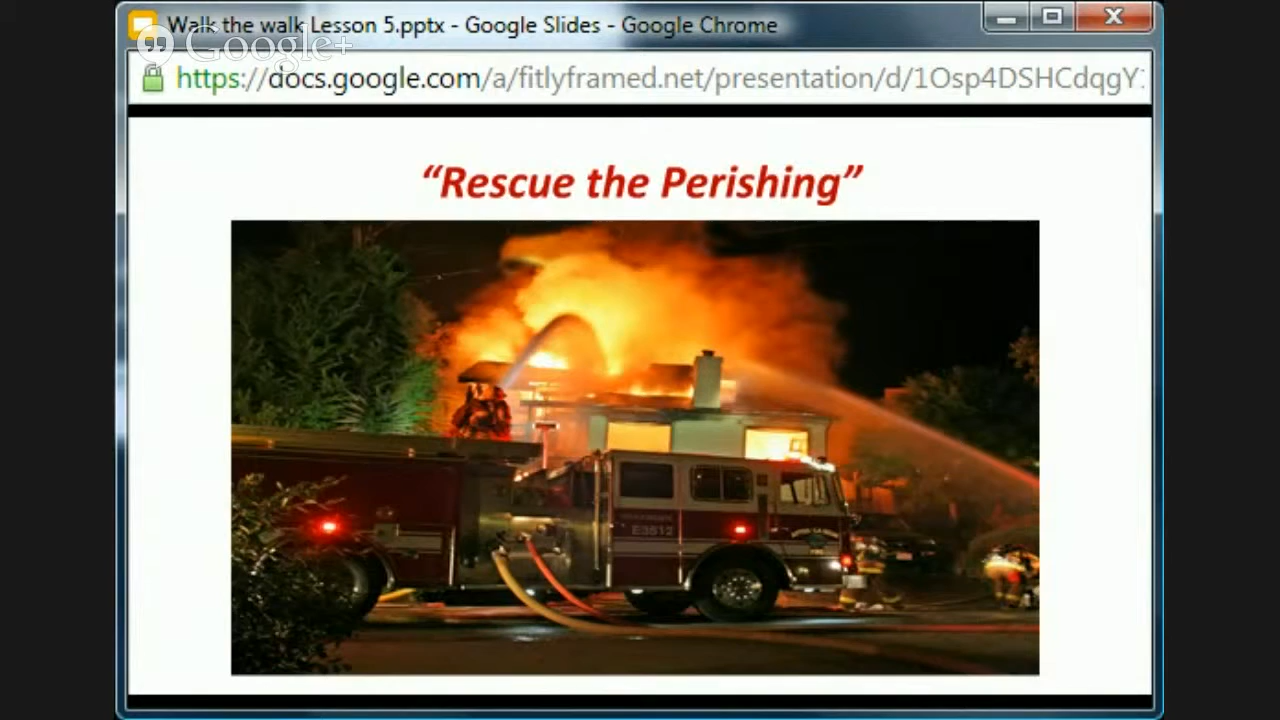 Walk the walk Lesson 5.pptx - Google Slides - Google Chrome
Google+
https://docs.google.com/a/fitlyframed.net/presentation/d/1Osp4DSHCdqgY
“Rescue the Perishing”
E3512